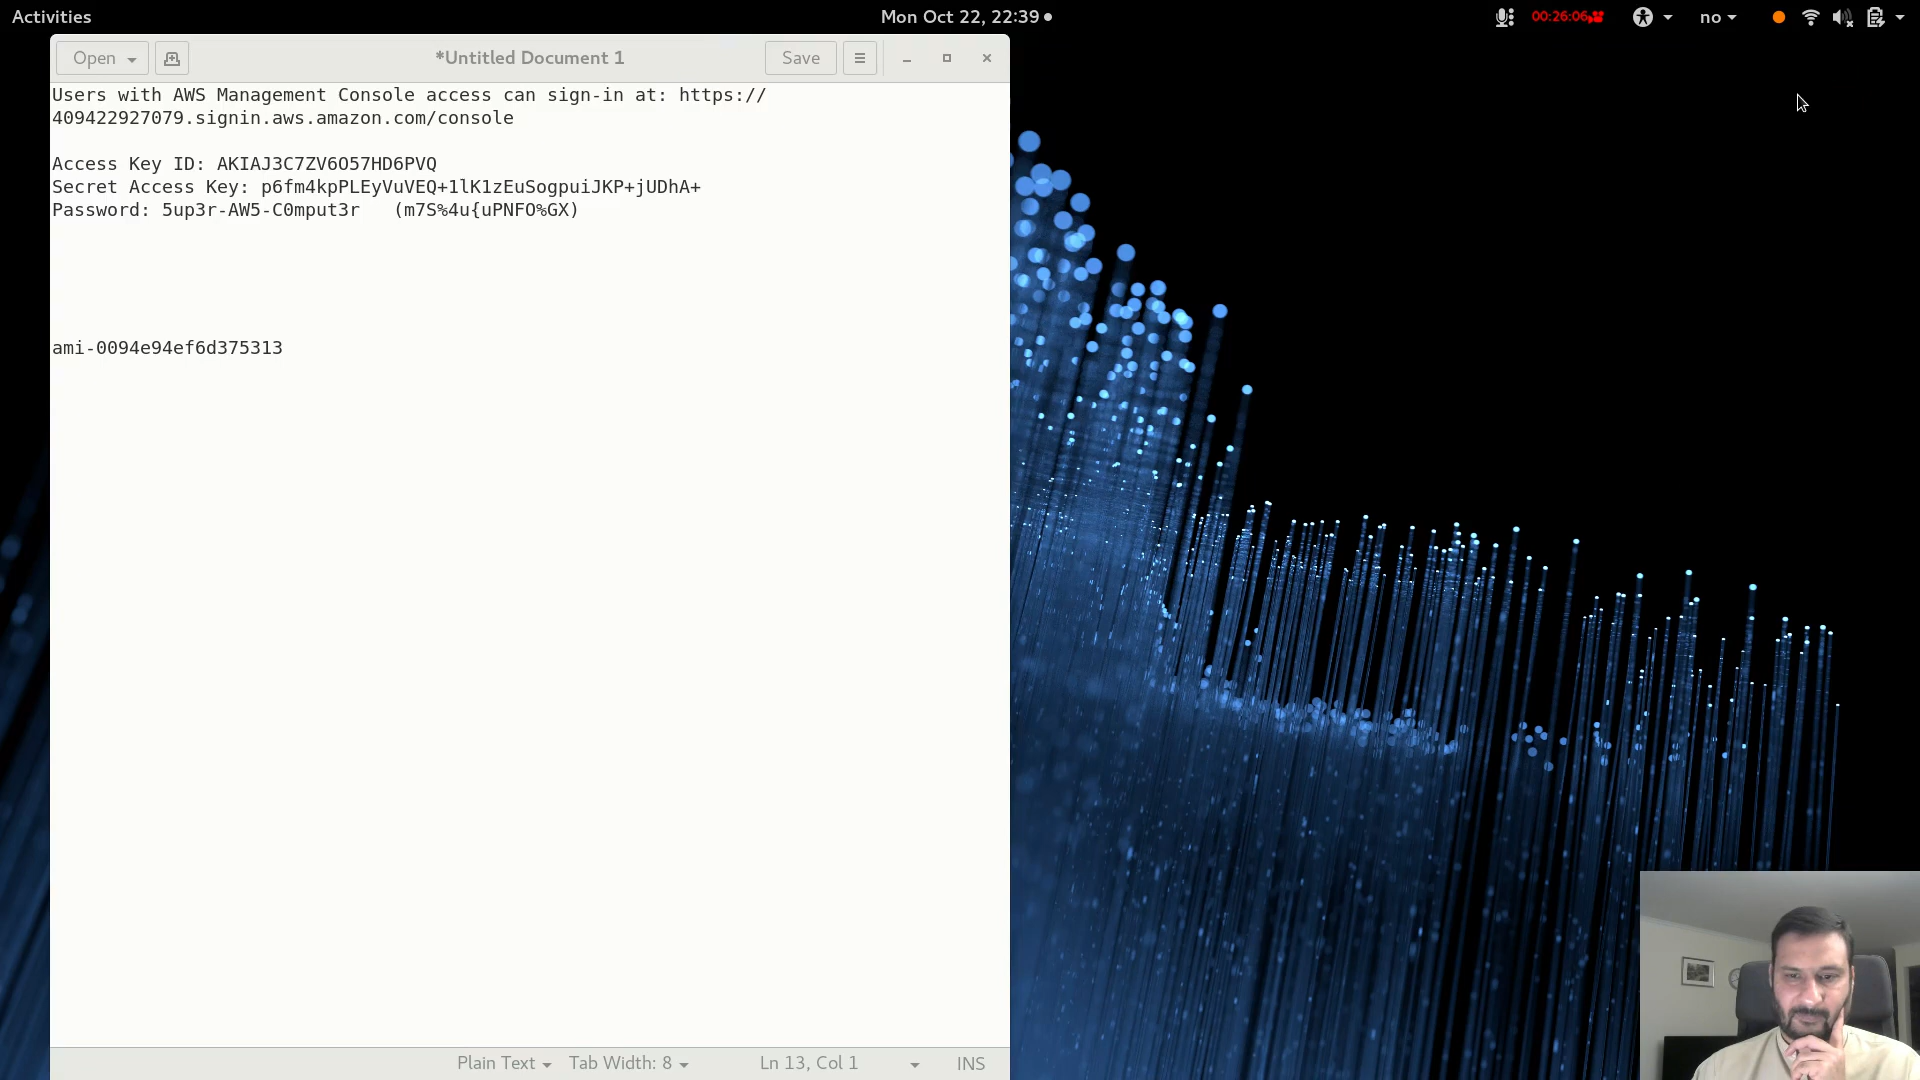 Activities
Mon Oct 22, 22:39
00:26:06
no
Open
*Untitled Document 1
Save
Users with AWS Management Console access can sign-in at: https://
409422927079.signin.aws.amazon.com/console
Access Key ID: AKIAJ3C7ZV6O57HD6PVQ
Secret Access Key: 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
Password: 5up3r-AW5-C0mput3r   (m7S%4u{uPNFO%GX)
ami-0094e94ef6d375313
Plain Text
Tab Width: 8
Ln 13, Col 1
INS